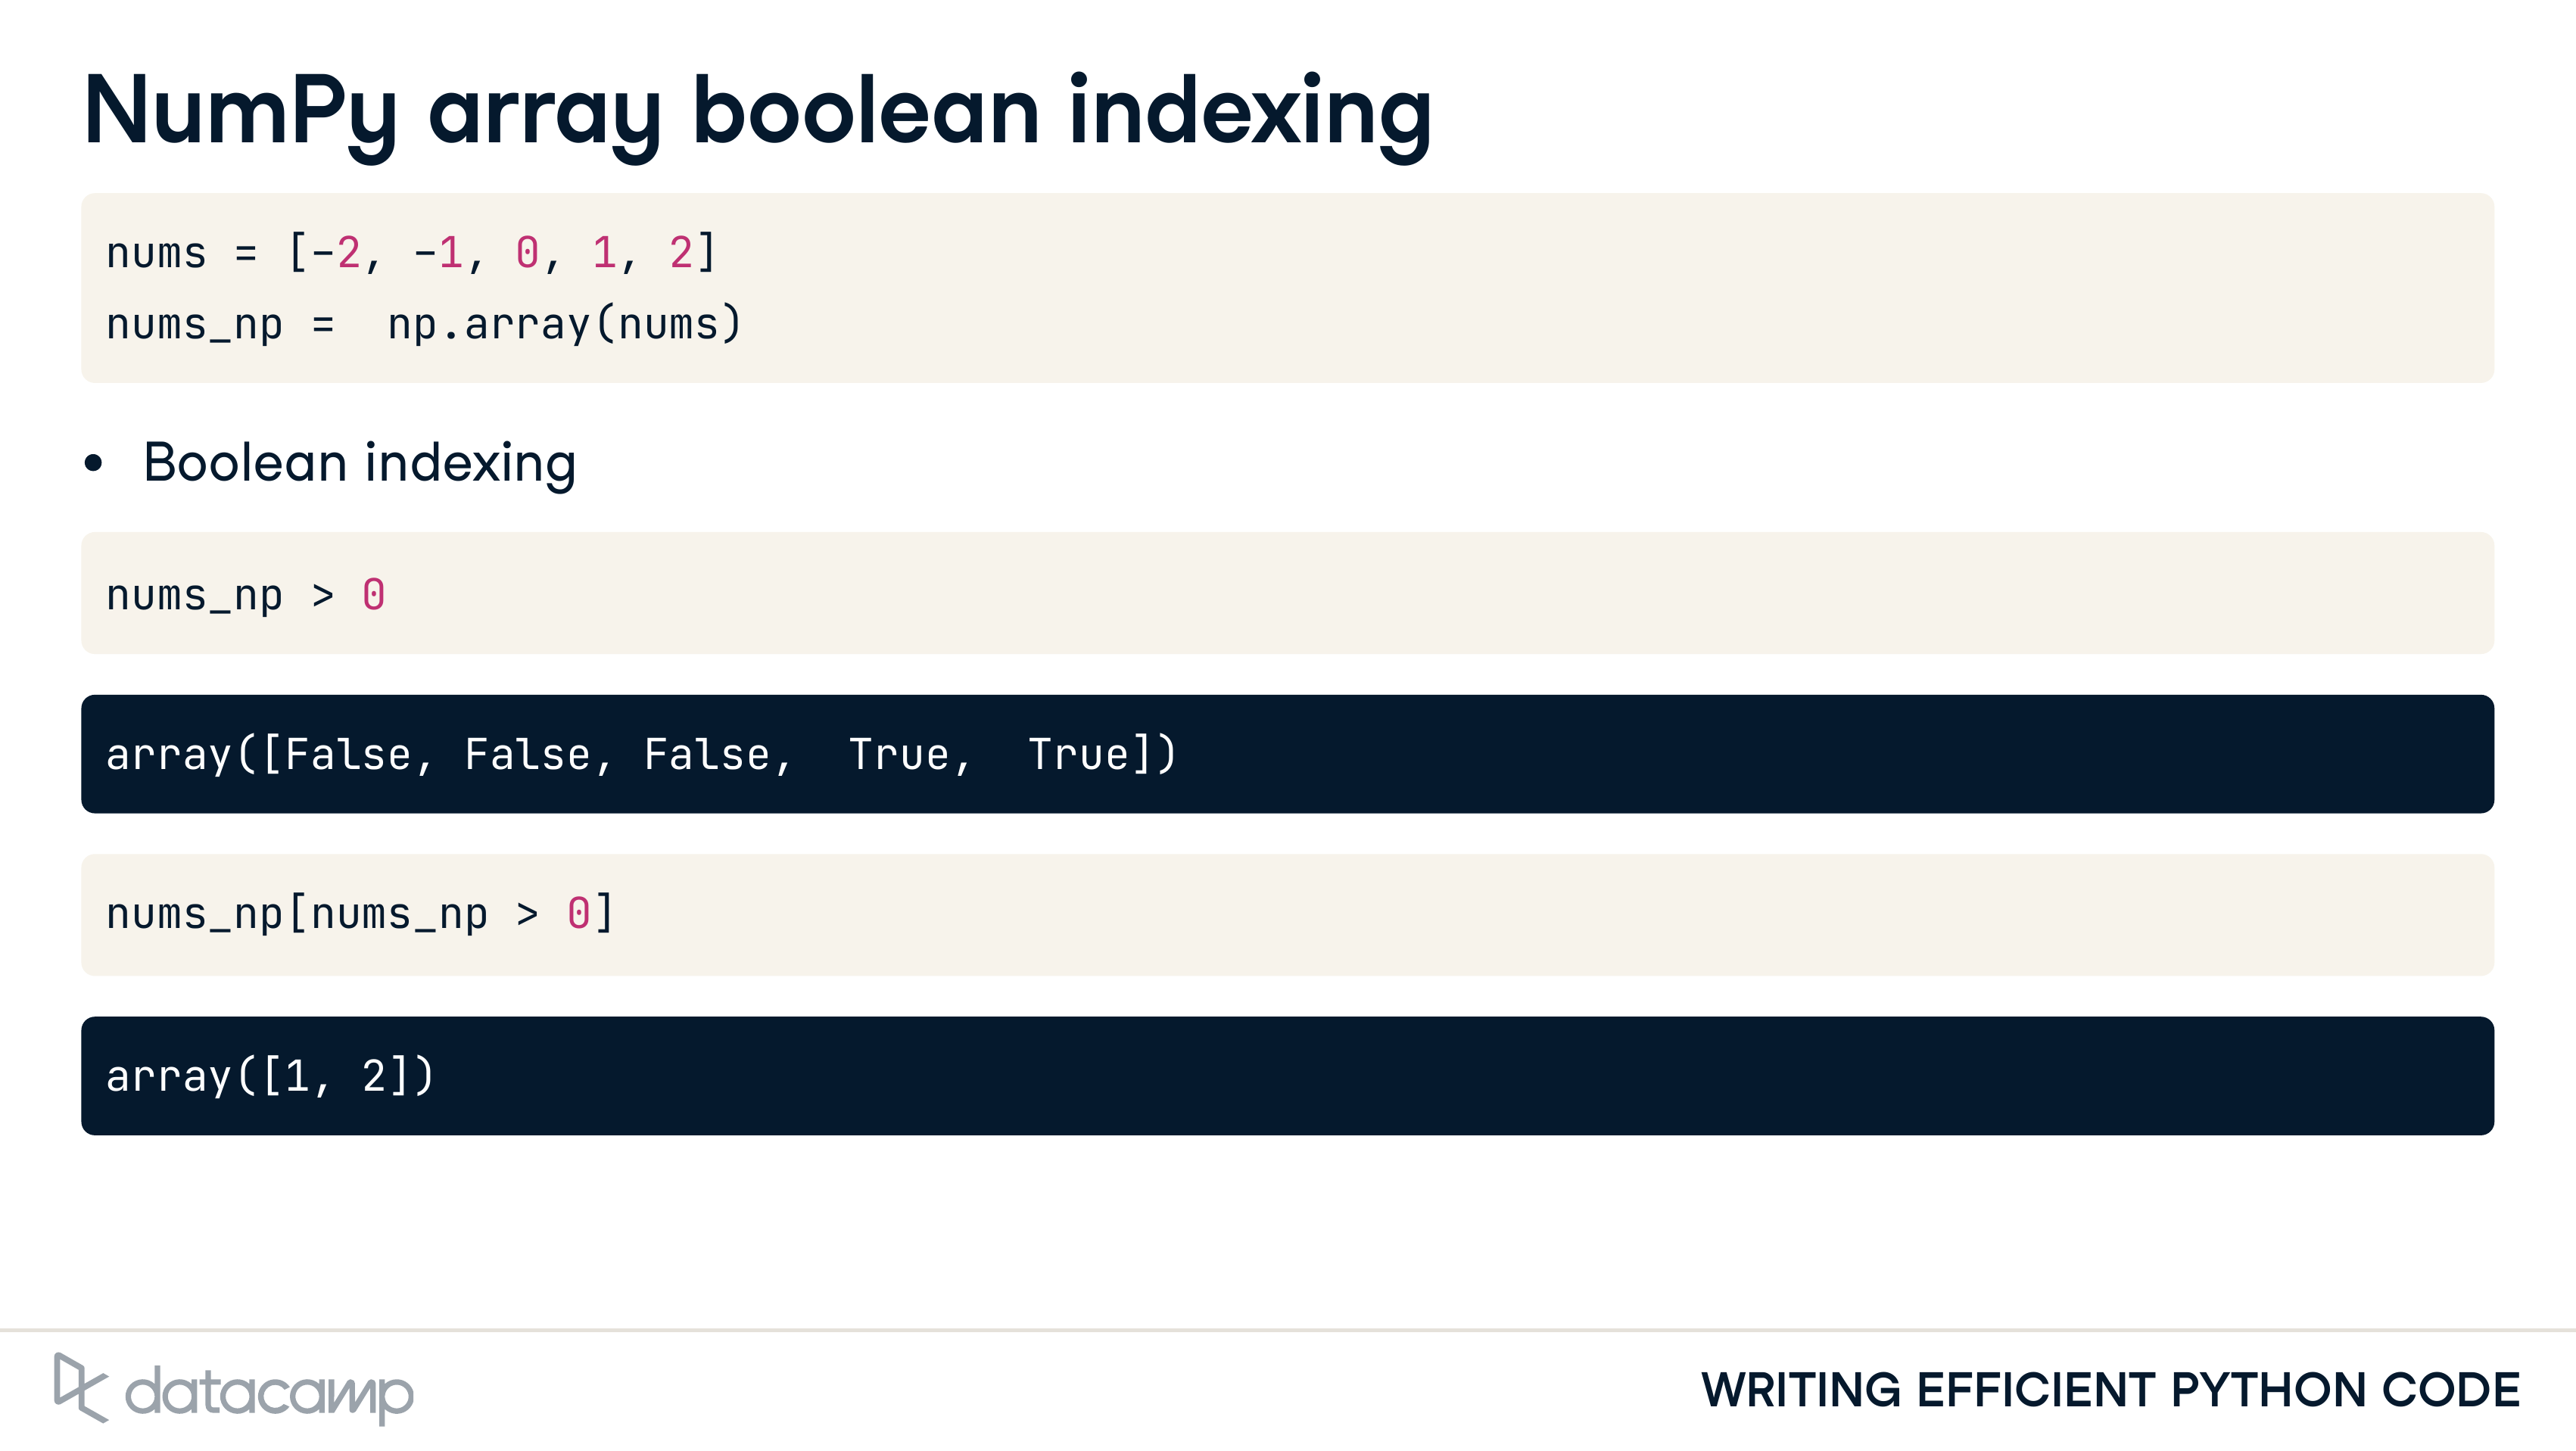 NumPy array boolean indexing
nums = [-2, -1, 0, 1, 2]
nums_np =  np.array(nums)
• Boolean indexing
nums_np > 0
array([False, False, False,  True,  True])
nums_np[nums_np > 0]
array([1, 2])
datacamp
WRITING EFFICIENT PYTHON CODE